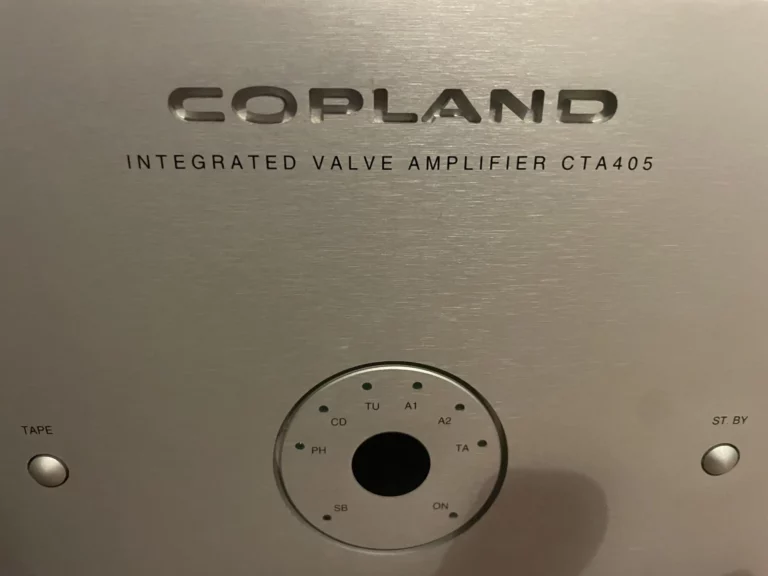 COPLAND
INTEGRATED VALVE AMPLIFIER CTA405
TAPE
PH
CD
TU
A1
A2
TA
SB
ON
ST BY